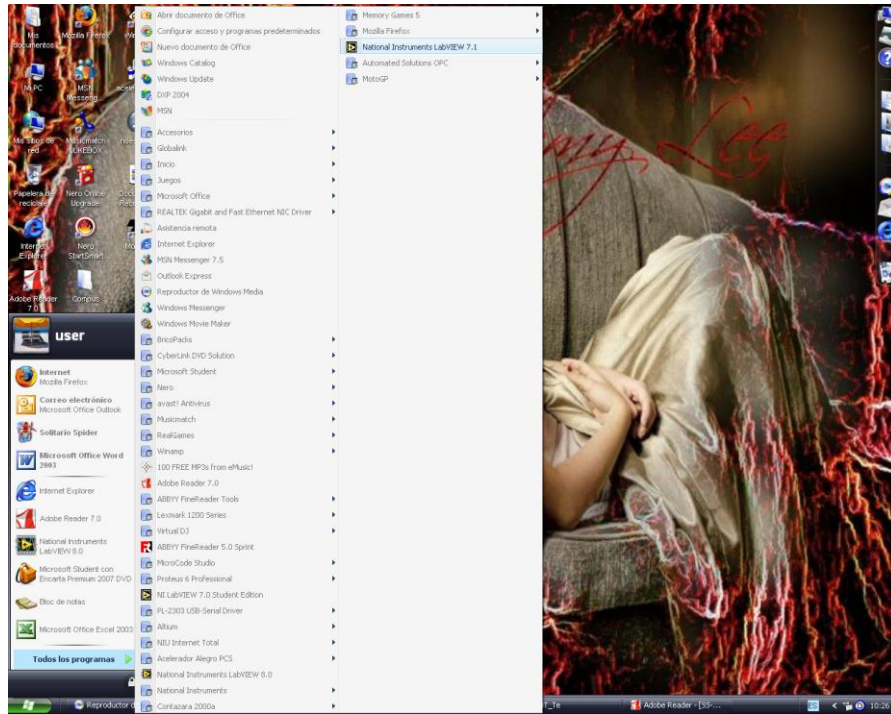 Mis documentos
Mozilla Firefox
Mi PC
MSN Messeng...
Mis sitios de red
Musicmatch JUKEBOX
Papelera de reciclaje
Nero Online Upgrade
Internet Explorer
Nero StartSmart
Adobe Reader 7.0
Compus
user
Internet
Mozilla Firefox
Correo electrónico
Microsoft Office Outlook
Solitario Spider
Microsoft Office Word 2003
Internet Explorer
Adobe Reader 7.0
National Instruments LabVIEW 8.0
Microsoft Student con Encarta Premium 2007 DVD
Bloc de notas
Microsoft Office Excel 2003
Todos los programas
Abrir documento de Office
Configurar acceso y programas predeterminados
Nuevo documento de Office
Windows Catalog
Windows Update
DXP 2004
MSN
Accesorios
Globalink
Inicio
Juegos
Microsoft Office
REALTEK Gigabit and Fast Ethernet NIC Driver
Asistencia remota
Internet Explorer
MSN Messenger 7.5
Outlook Express
Reproductor de Windows Media
Windows Messenger
Windows Movie Maker
BricoPacks
CyberLink DVD Solution
Microsoft Student
Nero
avast! Antivirus
Musicmatch
RealGames
Winamp
100 FREE MP3s from eMusic!
Adobe Reader 7.0
ABBYY FineReader Tools
Lexmark 1200 Series
Virtual DJ
ABBYY FineReader 5.0 Sprint
MicroCode Studio
Proteus 6 Professional
NI LabVIEW 7.0 Student Edition
PL-2303 USB-Serial Driver
Altium
NIU Internet Total
Acelerador Alegro PCS
National Instruments LabVIEW 8.0
National Instruments
Contazara 2000a
Memory Games 5
Mozilla Firefox
National Instruments LabVIEW 7.1
Automated Solutions OPC
MotoGP
my Lee
Reproductor d
T_Te
Adobe Reader - [S5-...
ES
10:26